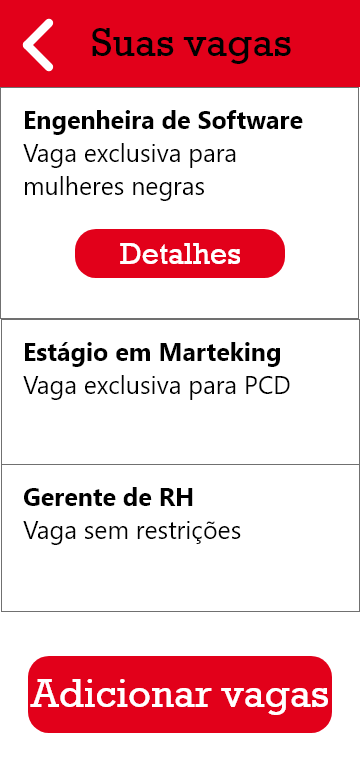 Suas vagas
Engenheira de Software
Vaga exclusiva para
mulheres negras
Detalhes
Estágio em Marteking
Vaga exclusiva para PCD
Gerente de RH
Vaga sem restrições
Adicionar vagas